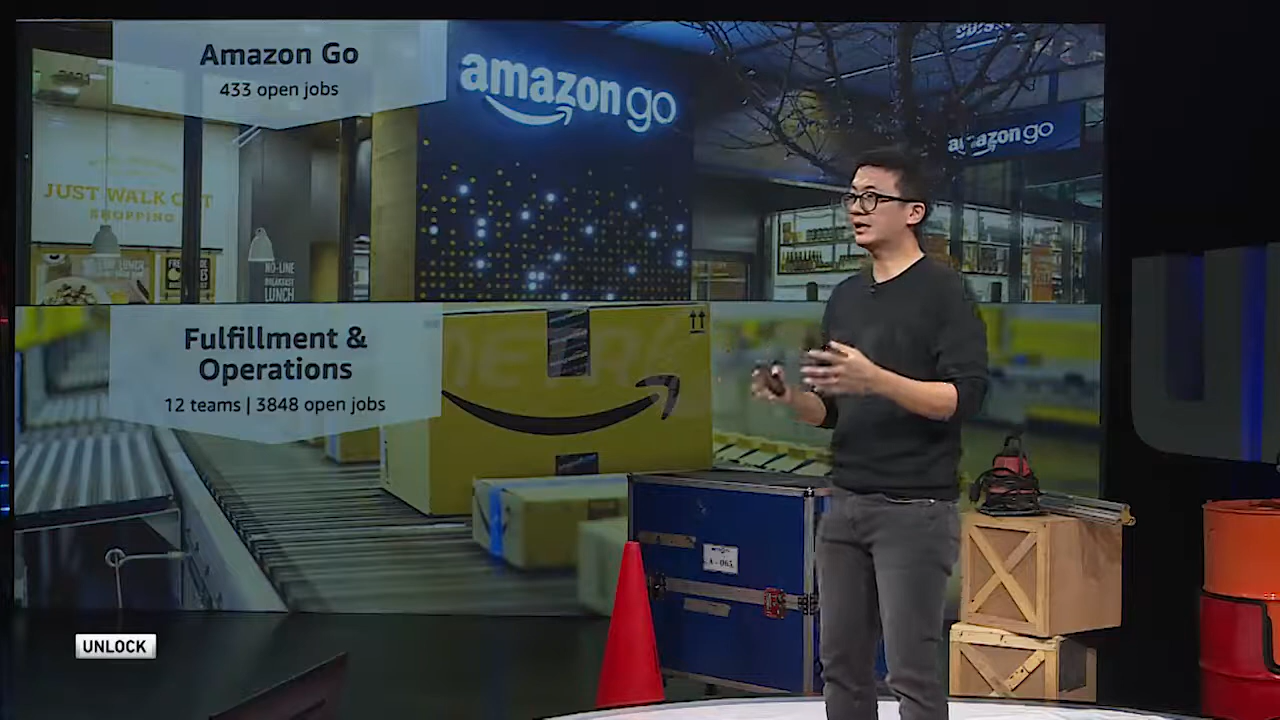 Amazon Go
433 open jobs
amazon go
amazon go
JUST WALK OUT
SHOPPING
NO-LINE
BREAKFAST
LUNCH
Fulfillment &
Operations
12 teams | 3848 open jobs
UNLOCK